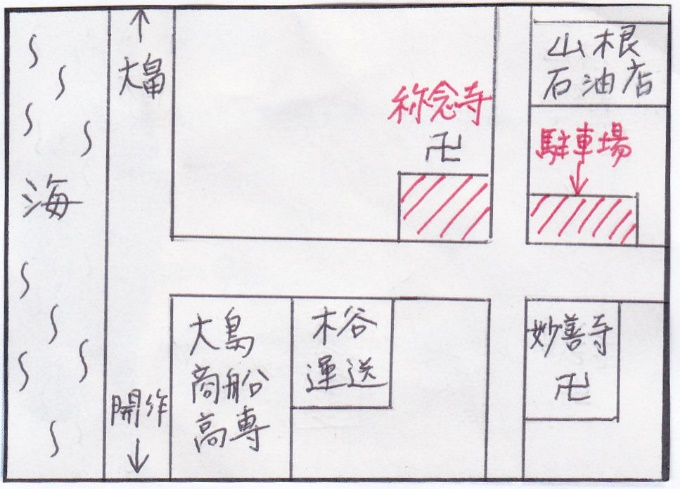 海
↑
大畠
称念寺
卍
山根
石油店
駐車場
↓
大島
商船
高専
木谷
運送
妙善寺
卍
開作
↓